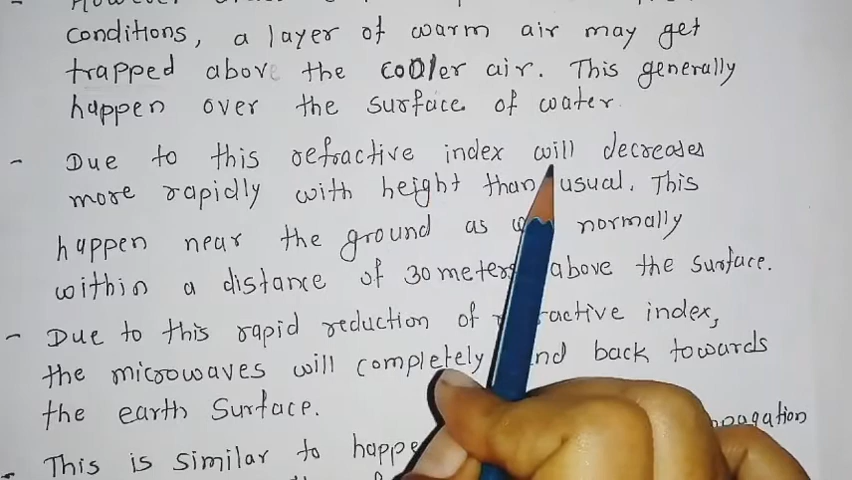 conditions, a layer of warm air may get
trapped above the cooler air. This generally
happen over the surface of water.
- Due to this refractive index will decreases
more rapidly with height than usual. This
happen near the ground as normally
within a distance of 30 meters above the surface.
- Due to this rapid reduction of index,
the microwaves will completely back towards
the earth surface.
- This is similar to